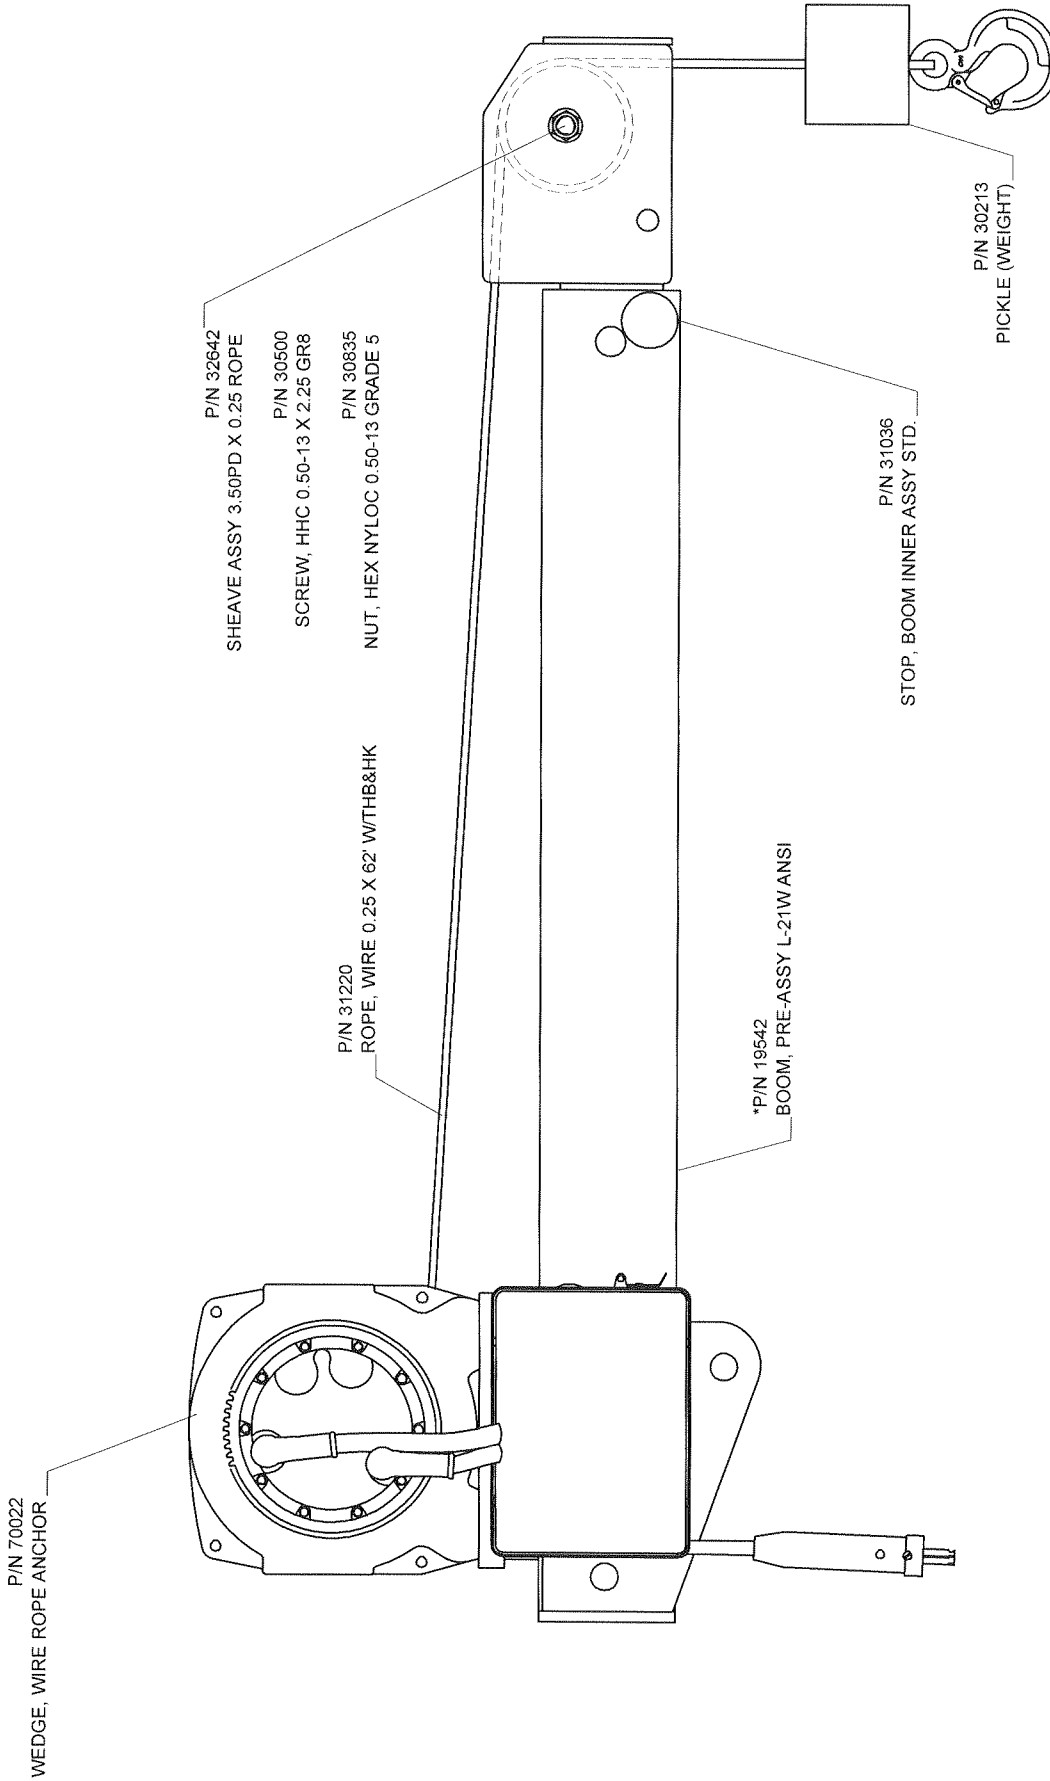 P/N 70022
WEDGE, WIRE ROPE ANCHOR
P/N 31220
ROPE, WIRE 0.25 X 62' W/THB&HK
P/N 32642
SHEAVE ASSY 3.50PD X 0.25 ROPE
P/N 30500
SCREW, HHC 0.50-13 X 2.25 GR8
P/N 30835
NUT, HEX NYLOC 0.50-13 GRADE 5
*P/N 19542
BOOM, PRE-ASSY L-21W ANSI
P/N 31036
STOP, BOOM INNER ASSY STD.
P/N 30213
PICKLE (WEIGHT)